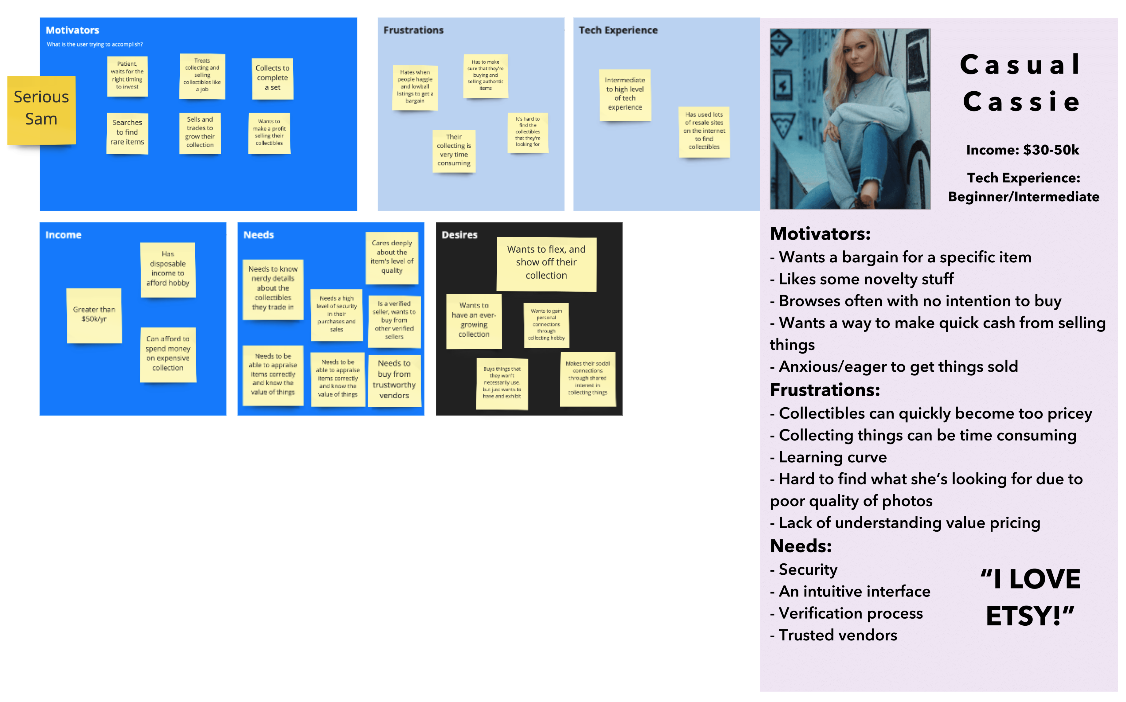 Motivators
What is the user trying to accomplish?
Serious
Sam
Patient,
waits for the
right timing
to invest
Treats
collecting and
selling
collectibles like
a job
Collects to
complete
a set
Searches
to find
rare items
Sells and
trades to
grow their
collection
Wants to
make a profit
selling their
collectibles
Frustrations
Hates when
people haggle
and lowball
listings to get a
bargain
Has to make
sure that they're
buying and
selling authentic
items
Their
collecting is
very time
consuming
It's hard to
find the
collectibles
that they're
looking for
Tech Experience
Intermediate
to high level
of tech
experience
Has used lots
of resale sites
on the internet
to find
collectibles
Income
Greater than
$50k/yr
Has
disposable
income to
afford hobby
Can afford to
spend money
on expensive
collection
Needs
Needs to know
nerdy details
about the
collectibles
they trade in
Needs a high
level of security
in their
purchases and
sales
Cares deeply
about the
item's level of
quality
Is a verified
seller, wants to
buy from
other verified
sellers
Needs to be
able to appraise
items correctly
and know the
value of things
Needs to be
able to appraise
items correctly
and know the
value of things
Needs to
buy from
trustworthy
vendors
Desires
Wants to flex, and
show off their
collection
Wants to
have an ever-
growing
collection
Wants to gain
personal
connections
through
collecting hobby
Buys things that
they won't
necessarily use,
but just wants to
have and exhibit
Makes their social
connections
through shared
interest in
collecting things
Casual
Cassie
Income: $30-50k
Tech Experience:
Beginner/Intermediate
Motivators:
- Wants a bargain for a specific item
- Likes some novelty stuff
- Browses often with no intention to buy
- Wants a way to make quick cash from selling
things
- Anxious/eager to get things sold
Frustrations:
- Collectibles can quickly become too pricey
- Collecting things can be time consuming
- Learning curve
- Hard to find what she's looking for due to
poor quality of photos
- Lack of understanding value pricing
Needs:
- Security
- An intuitive interface
- Verification process
- Trusted vendors
"I LOVE
ETSY!"